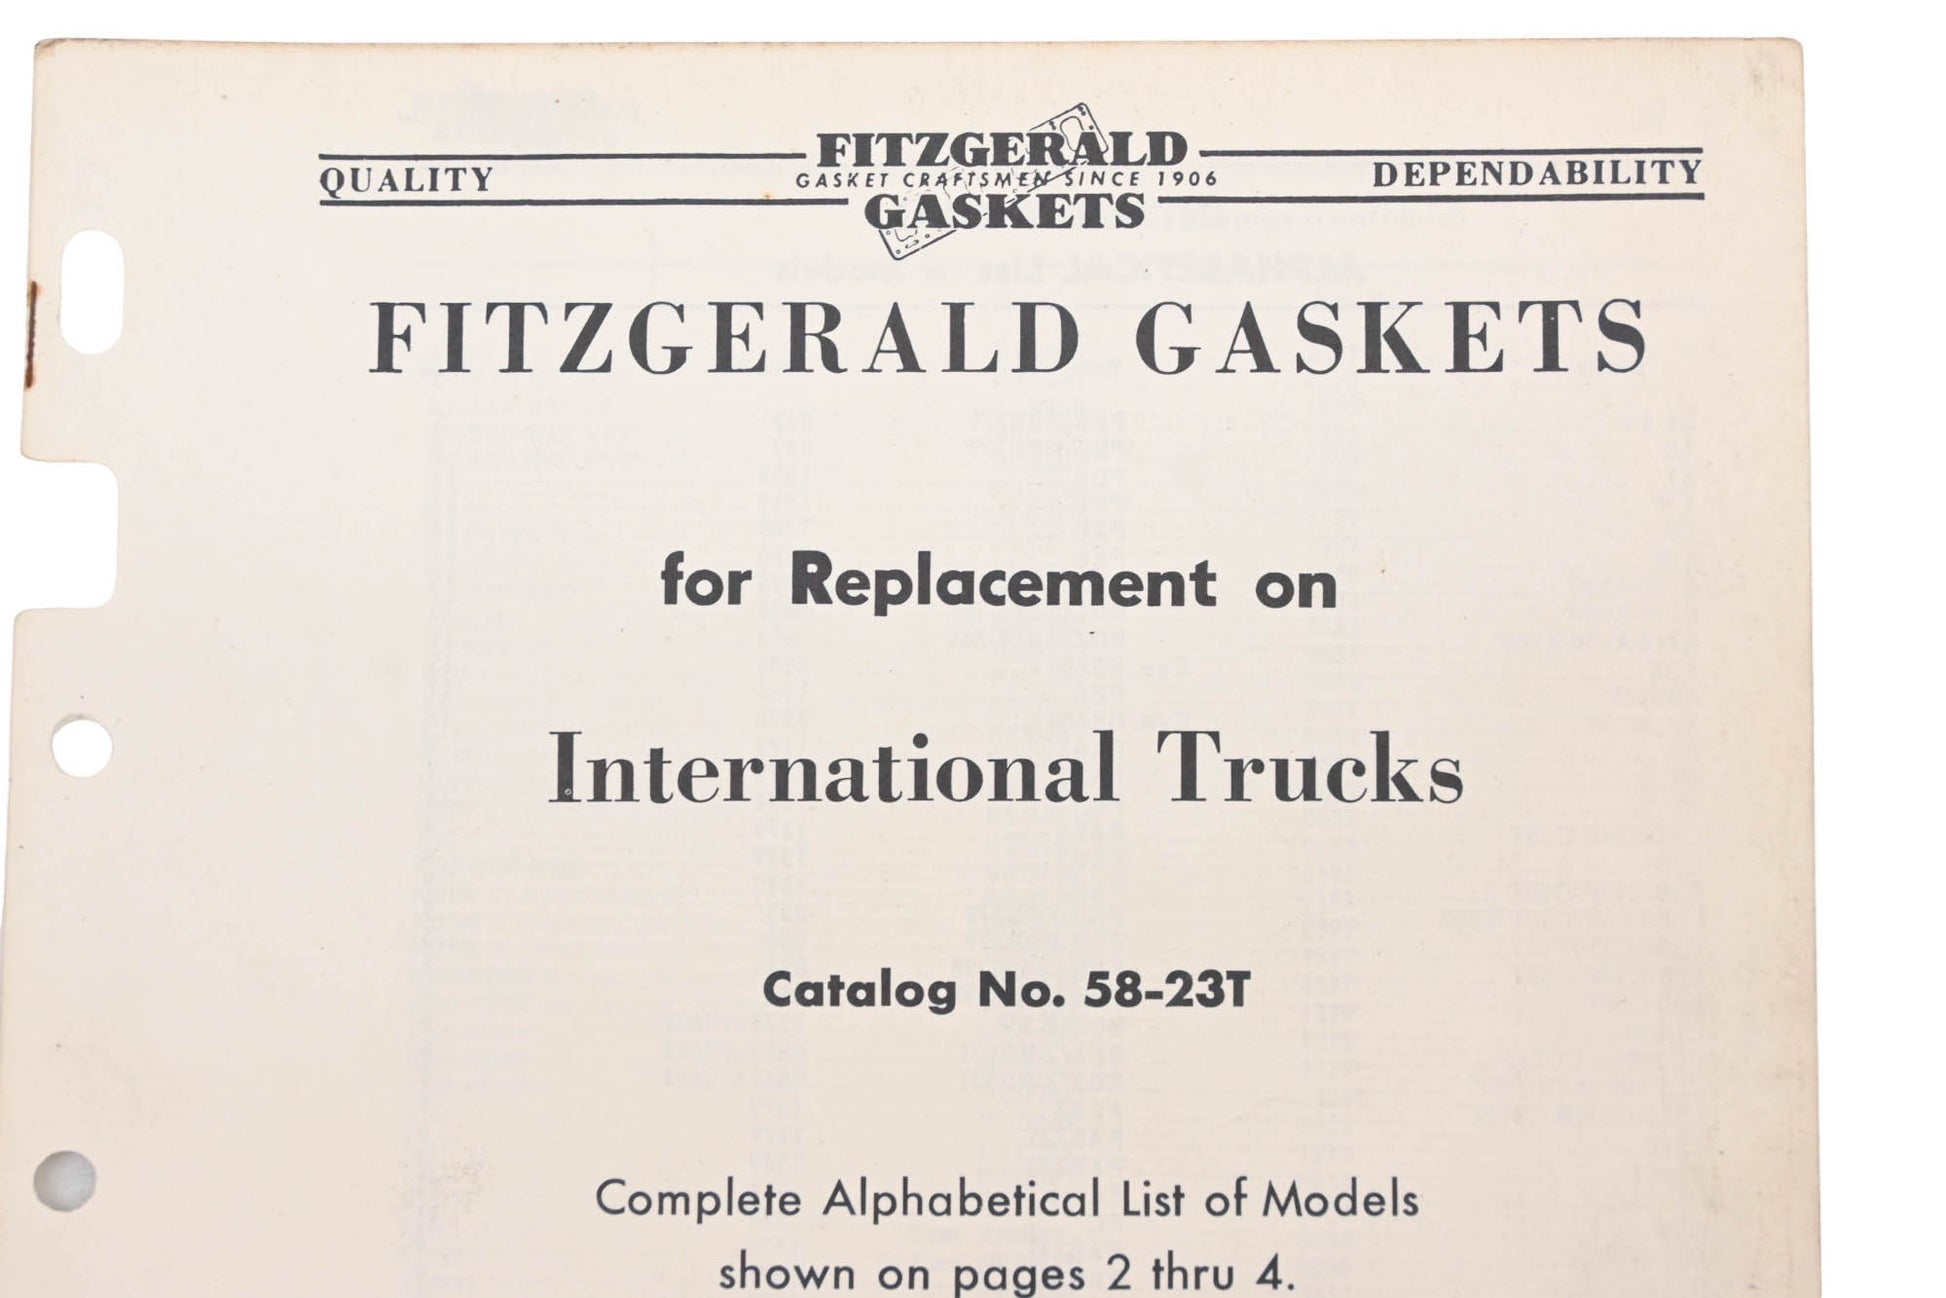 FITZGERALD
QUALITY GASKET CRAFTSMEN SINCE 1906 DEPENDABILITY
GASKETS
FITZGERALD GASKETS
for Replacement on
International Trucks
Catalog No. 58-23T
Complete Alphabetical List of Models
shown on pages 2 thru 4.